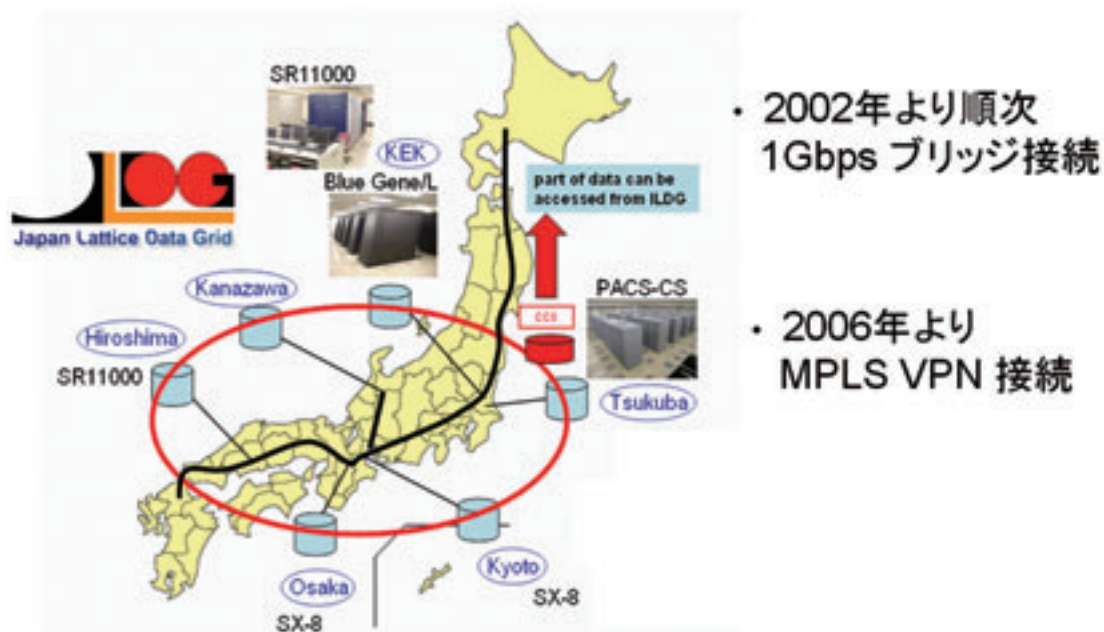 SR11000
KEK
Blue Gene/L
JLDG
Japan Lattice Data Grid
part of data can be
accessed from ILDG
PACS-CS
ccs
Kanazawa
Hiroshima
SR11000
Tsukuba
Osaka
SX-8
Kyoto
SX-8
・2002年より順次
1Gbps ブリッジ接続
・2006年より
MPLS VPN 接続